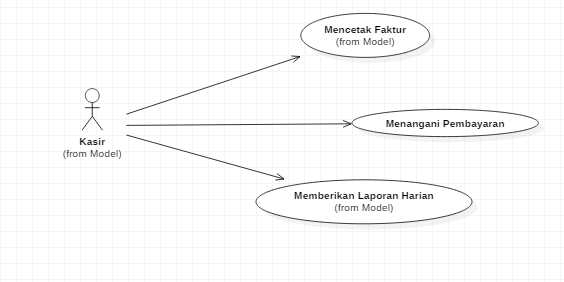 Mencetak Faktur
(from Model)
Kasir
(from Model)
Menangani Pembayaran
Memberikan Laporan Harian
(from Model)